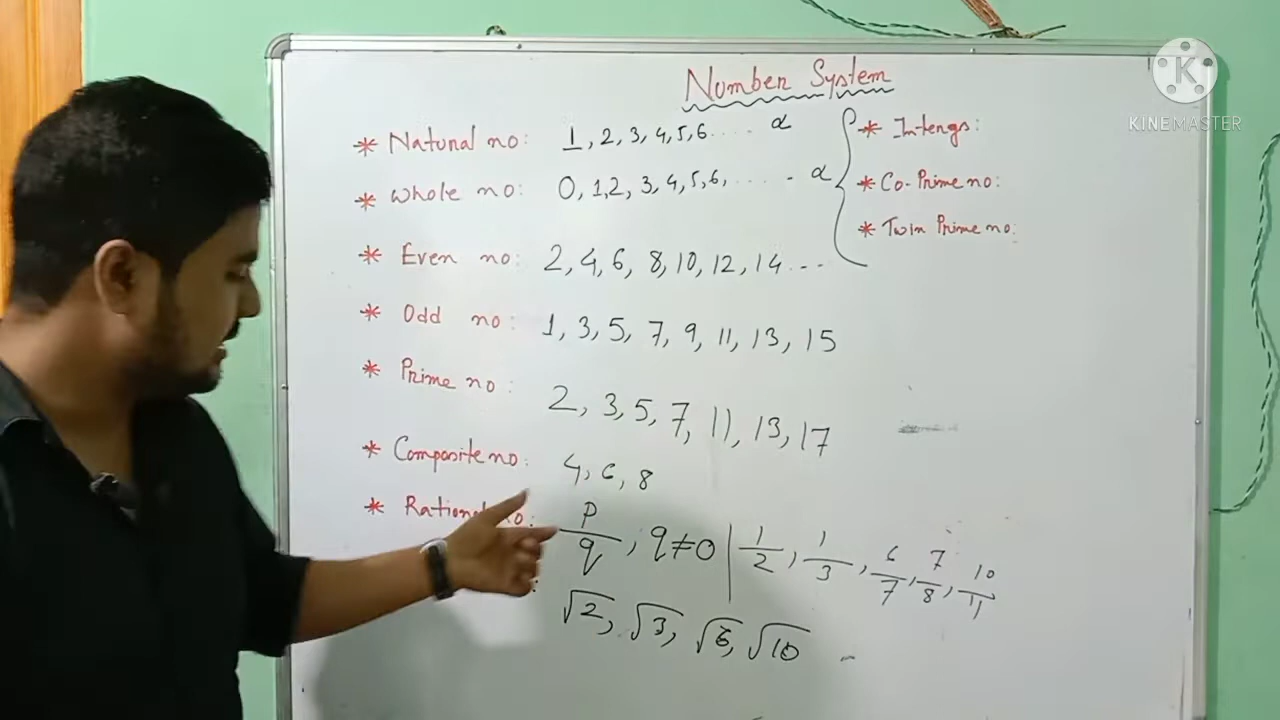 Number System
* Natural no: 1, 2, 3, 4, 5, 6 .... α
* Whole no: 0, 1, 2, 3, 4, 5, 6, .... - α
* Even no: 2, 4, 6, 8, 10, 12, 14 ...
* Odd no: 1, 3, 5, 7, 9, 11, 13, 15
* Prime no: 2, 3, 5, 7, 11, 13, 17
* Composite no: 4, 6, 8
* Rational no: p/q, q≠0 | 1/2, 1/3, 6/7, 7/8, 10/11
√2, √3, √6, √10 -
* Intengs:
* Co-Prime no:
* Twin Prime no:
K
KINEMASTER